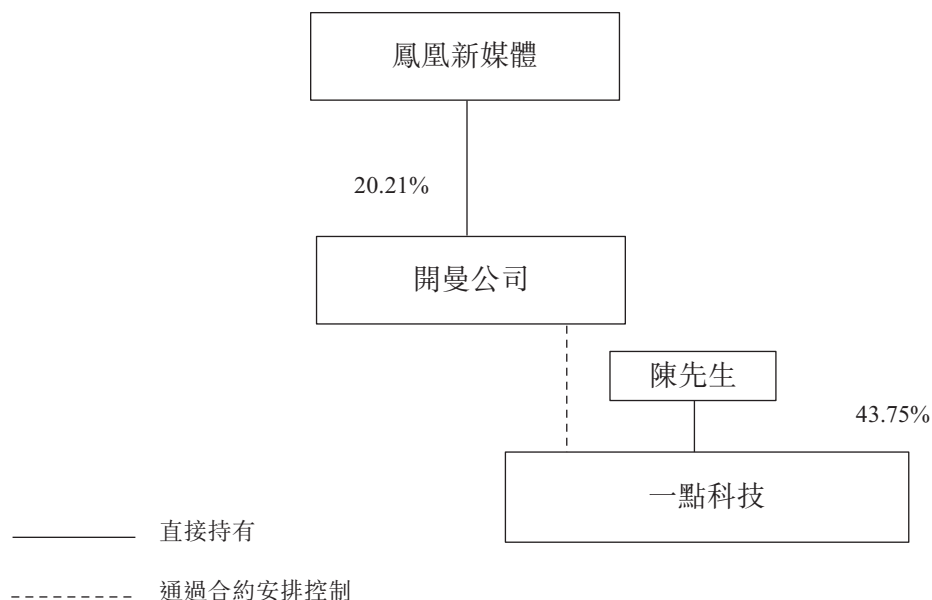 鳳凰新媒體
20.21%
開曼公司
陳先生
43.75%
一點科技
直接持有
通過合約安排控制